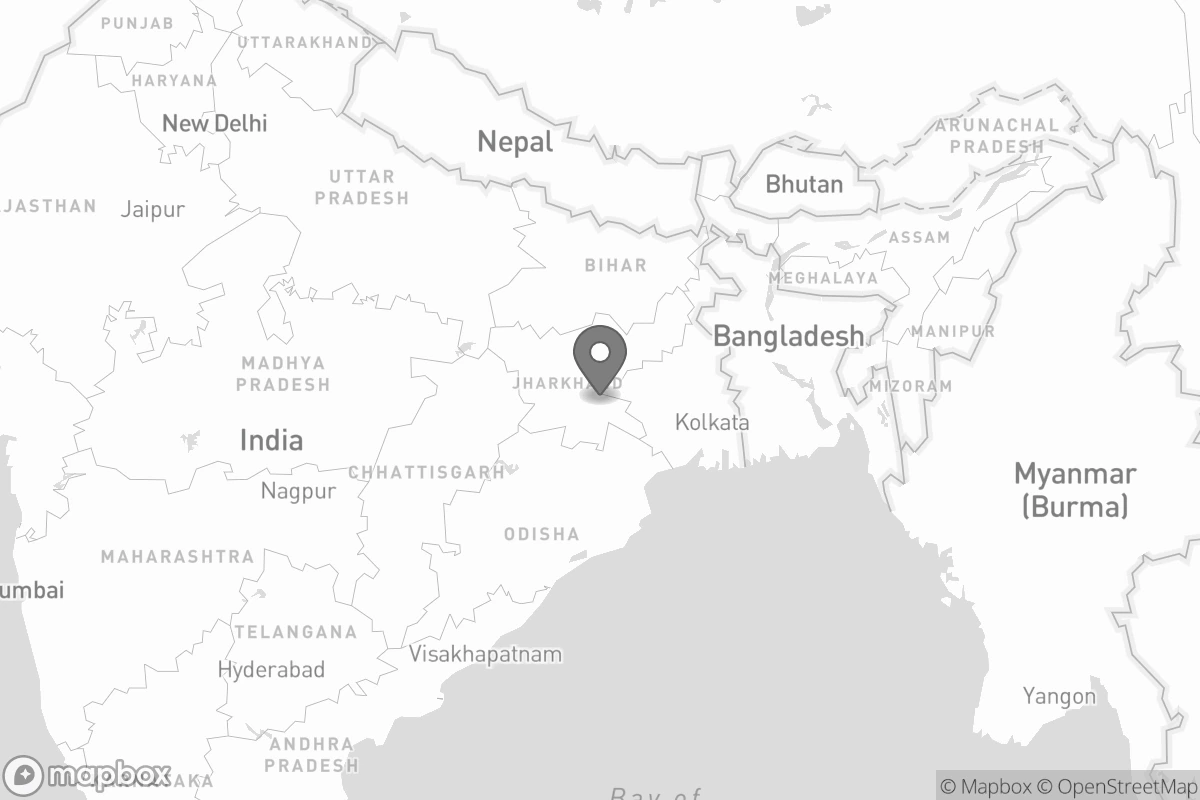 PUNJAB
UTTARAKHAND
HARYANA
New Delhi
Nepal
ARUNACHAL
PRADESH
UTTAR
PRADESH
Bhutan
JASTHAN
Jaipur
ASSAM
BIHAR
MEGHALAYA
Bangladesh
MANIPUR
MADHYA
PRADESH
JHARKHAND
MIZORAM
Kolkata
India
CHHATTISGARH
Myanmar
(Burma)
Nagpur
ODISHA
MAHARASHTRA
umbai
TELANGANA
Visakhapatnam
Hyderabad
Yangon
ANDHRA
PRADESH
mapbox
AKA
Bay of
© Mapbox © OpenStreetMap